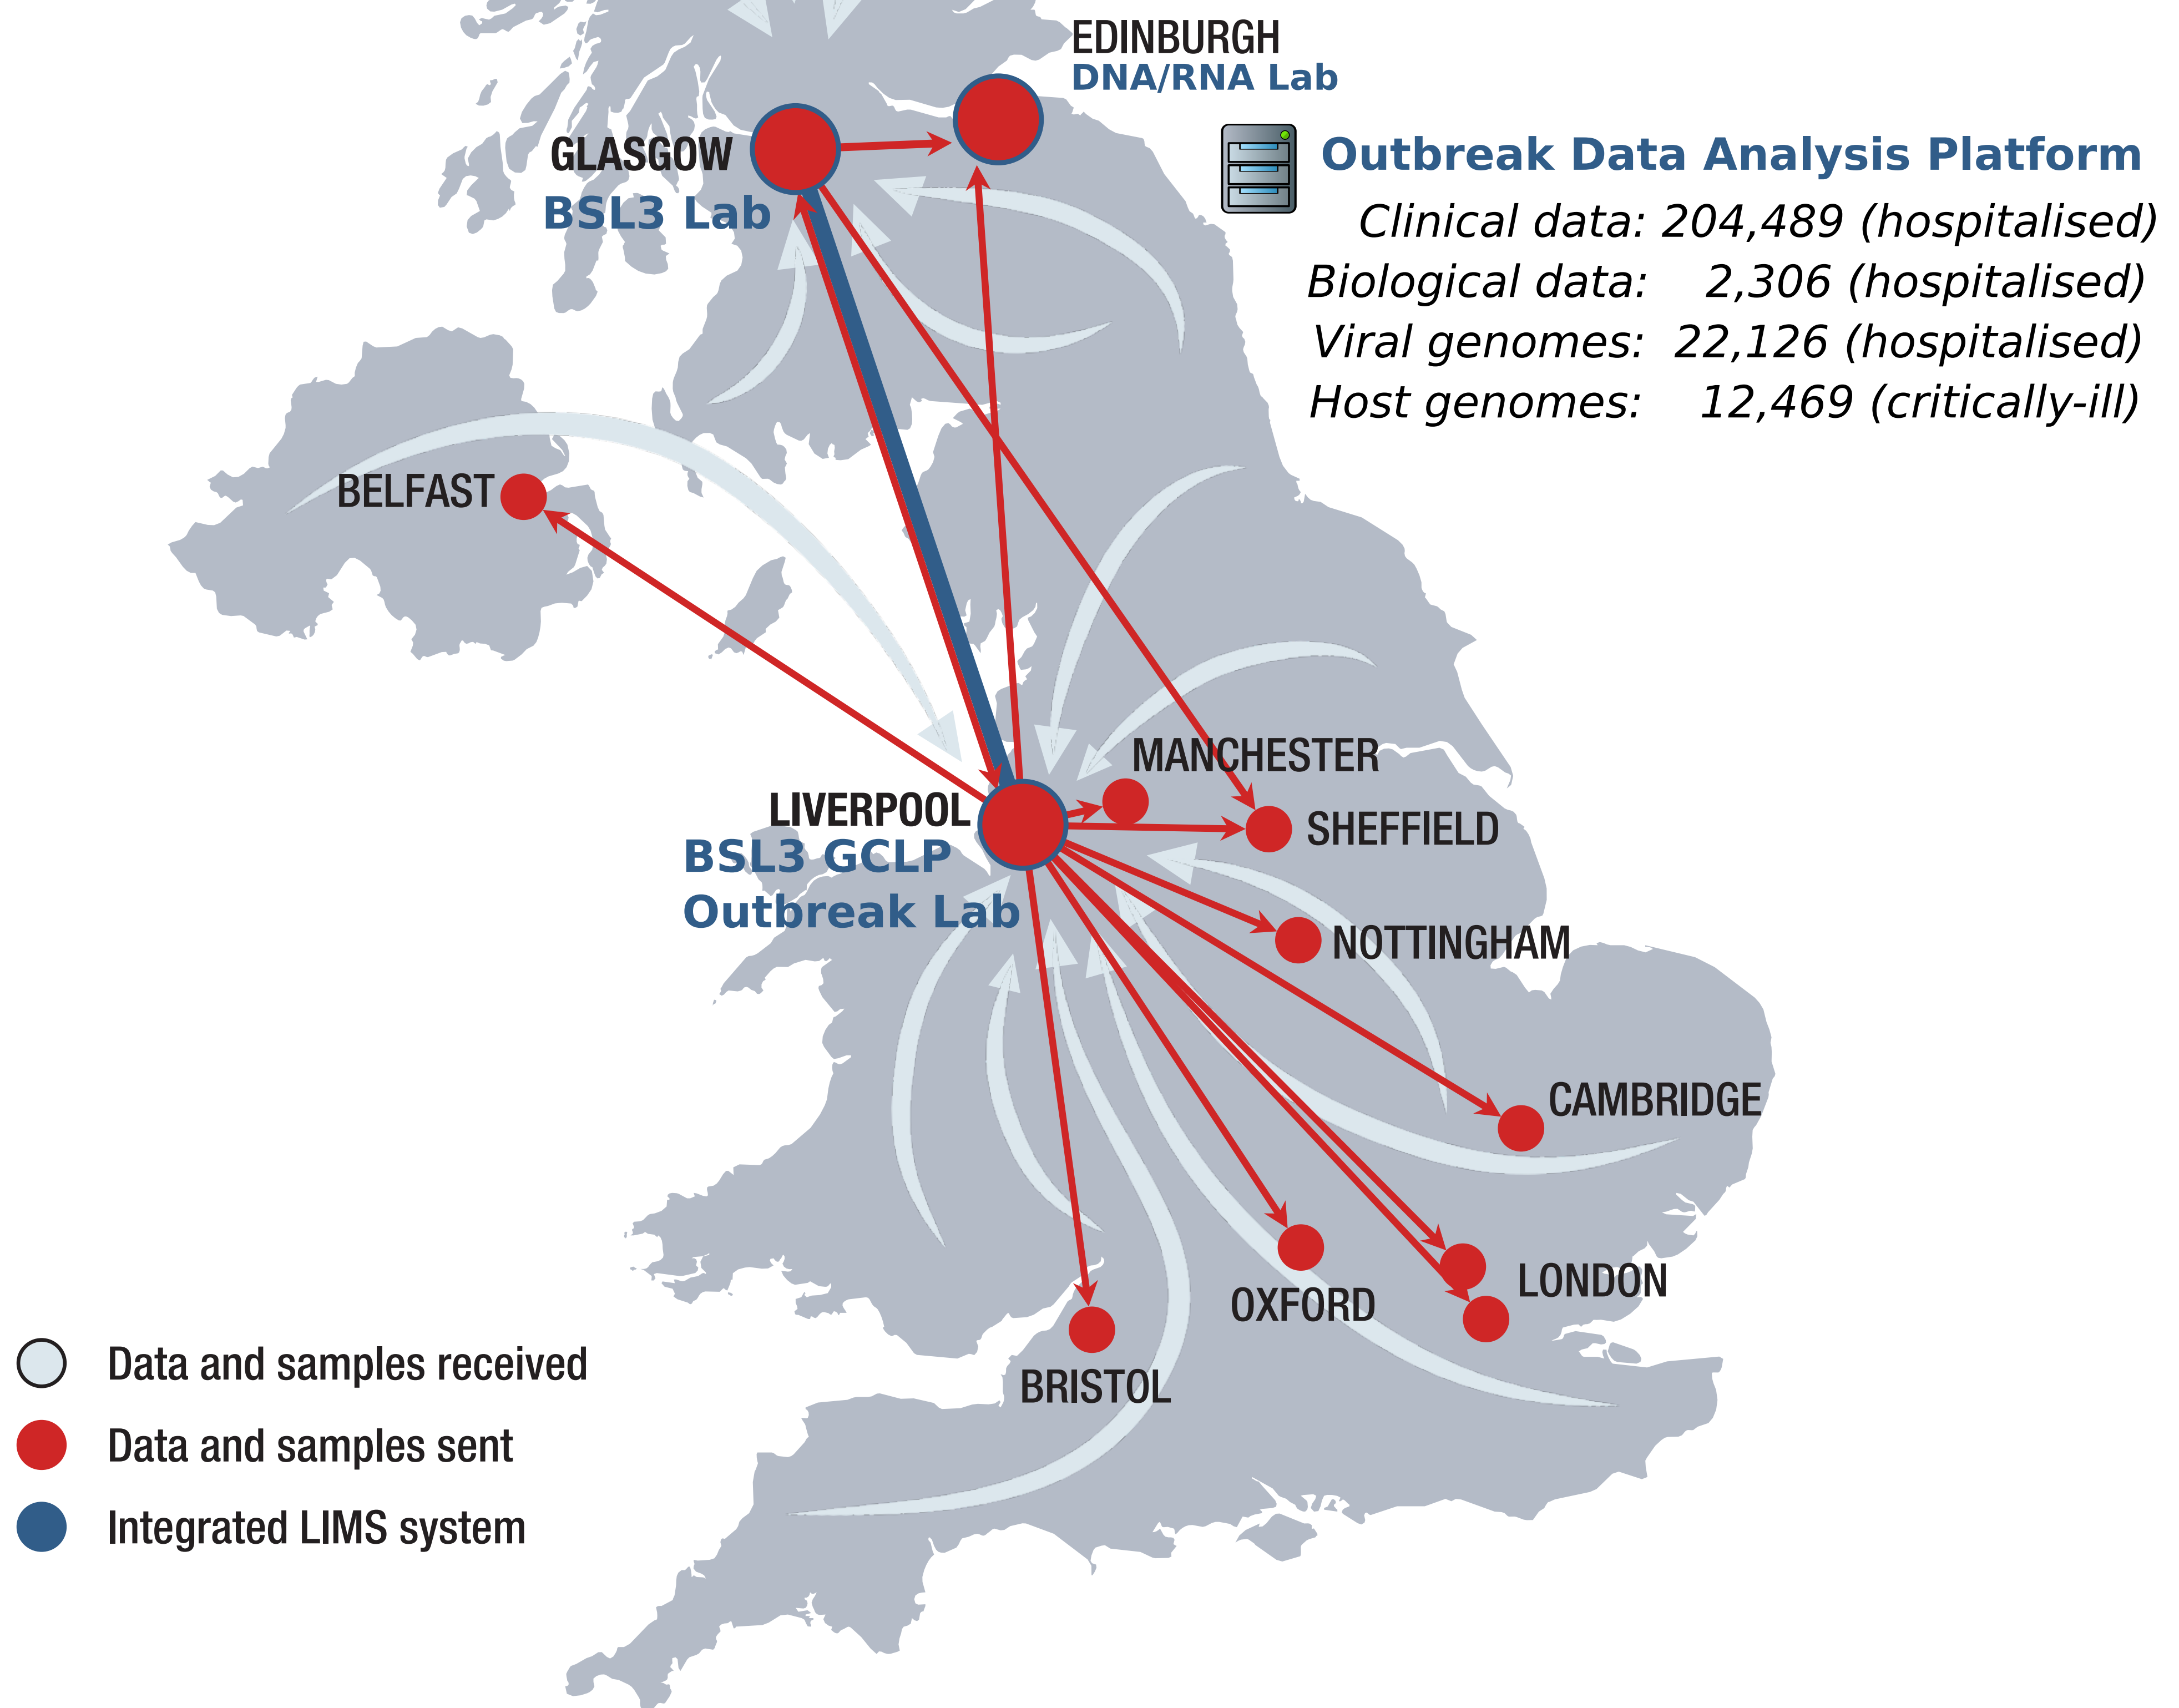 EDINBURGH
DNA/RNA Lab
GLASGOW
BSL3 Lab
Outbreak Data Analysis Platform
Clinical data: 204,489 (hospitalised)
Biological data: 2,306 (hospitalised)
Viral genomes: 22,126 (hospitalised)
Host genomes: 12,469 (critically-ill)
BELFAST
MANCHESTER
LIVERPOOL
BSL3 GCLP
Outbreak Lab
SHEFFIELD
NOTTINGHAM
CAMBRIDGE
LONDON
OXFORD
BRISTOL
Data and samples received
Data and samples sent
Integrated LIMS system